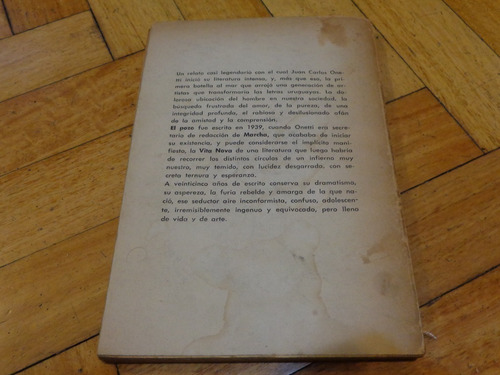 Un relato casi legendario con el cual Juan Carlos One-
tti inició su literatura intensa, y, más que eso, la pri-
mera botella al mar que arrojó una generación de ar-
tistas que transformaría las letras uruguayas. La do-
lorosa ubicación del hombre en nuestra sociedad, la
búsqueda frustrada del amor, de la pureza, de una
integridad profunda, el rabioso y desilusionado afán
de la amistad y la comprensión.
El pozo fue escrito en 1939, cuando Onetti era secre-
tario de redacción de Marcha, que acababa de iniciar
su existencia, y puede considerarse el implícito mani-
fiesto, la Vita Nova de una literatura que luego habría
de recorrer los distintos círculos de un infierno muy
nuestro, muy temido, con lucidez desgarrada, con se-
creta ternura y esperanza.
A veinticinco años de escrito conserva su dramatismo,
su aspereza, la furia rebelde y amarga de la que na-
ció, ese seductor aire inconformista, confuso, adolescen-
te, irremisiblemente ingenuo y equivocado, pero lleno
de vida y de arte.